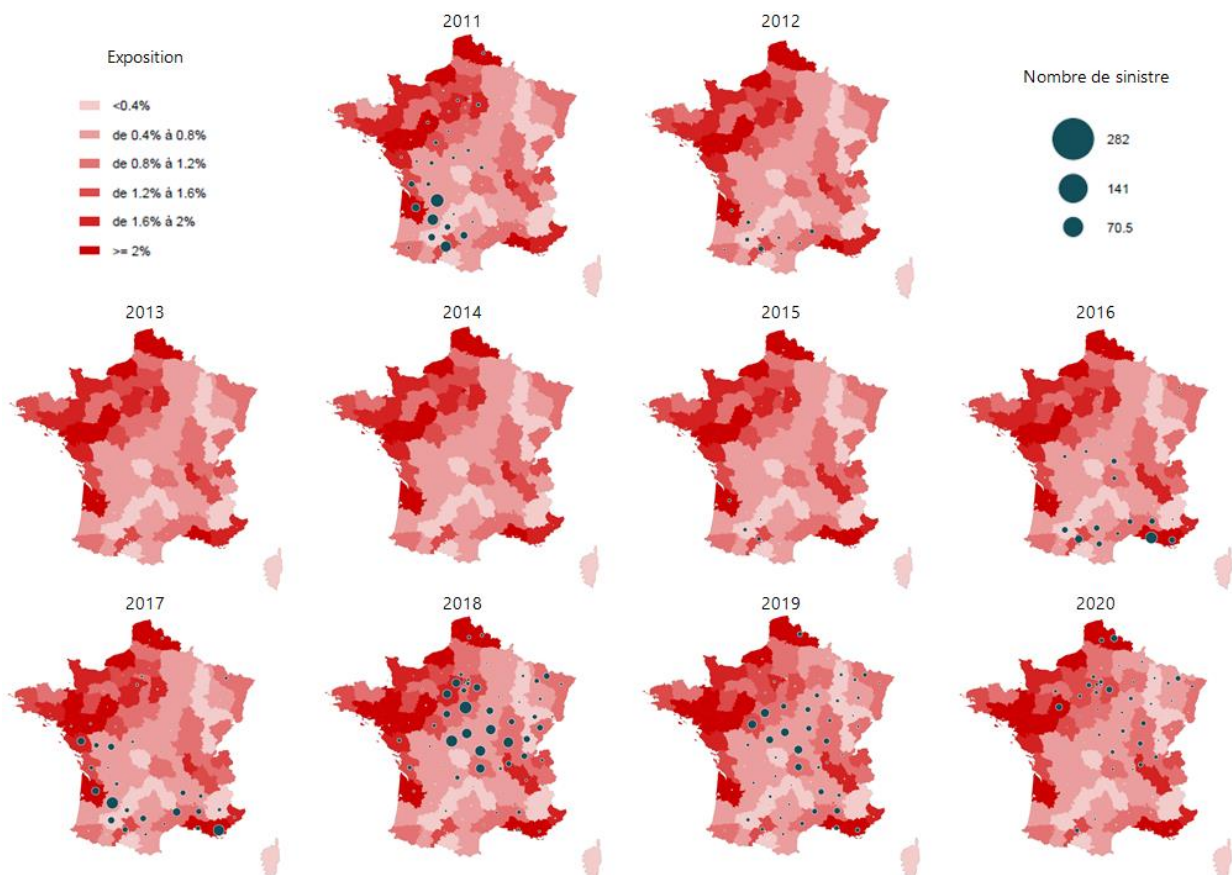 2011
2012
Exposition
<0.4%
de 0.4% à 0.8%
de 0.8% à 1.2%
de 1.2% à 1.6%
de 1.6% à 2%
>= 2%
Nombre de sinistre
282
141
70.5
2013
2014
2015
2016
2017
2018
2019
2020